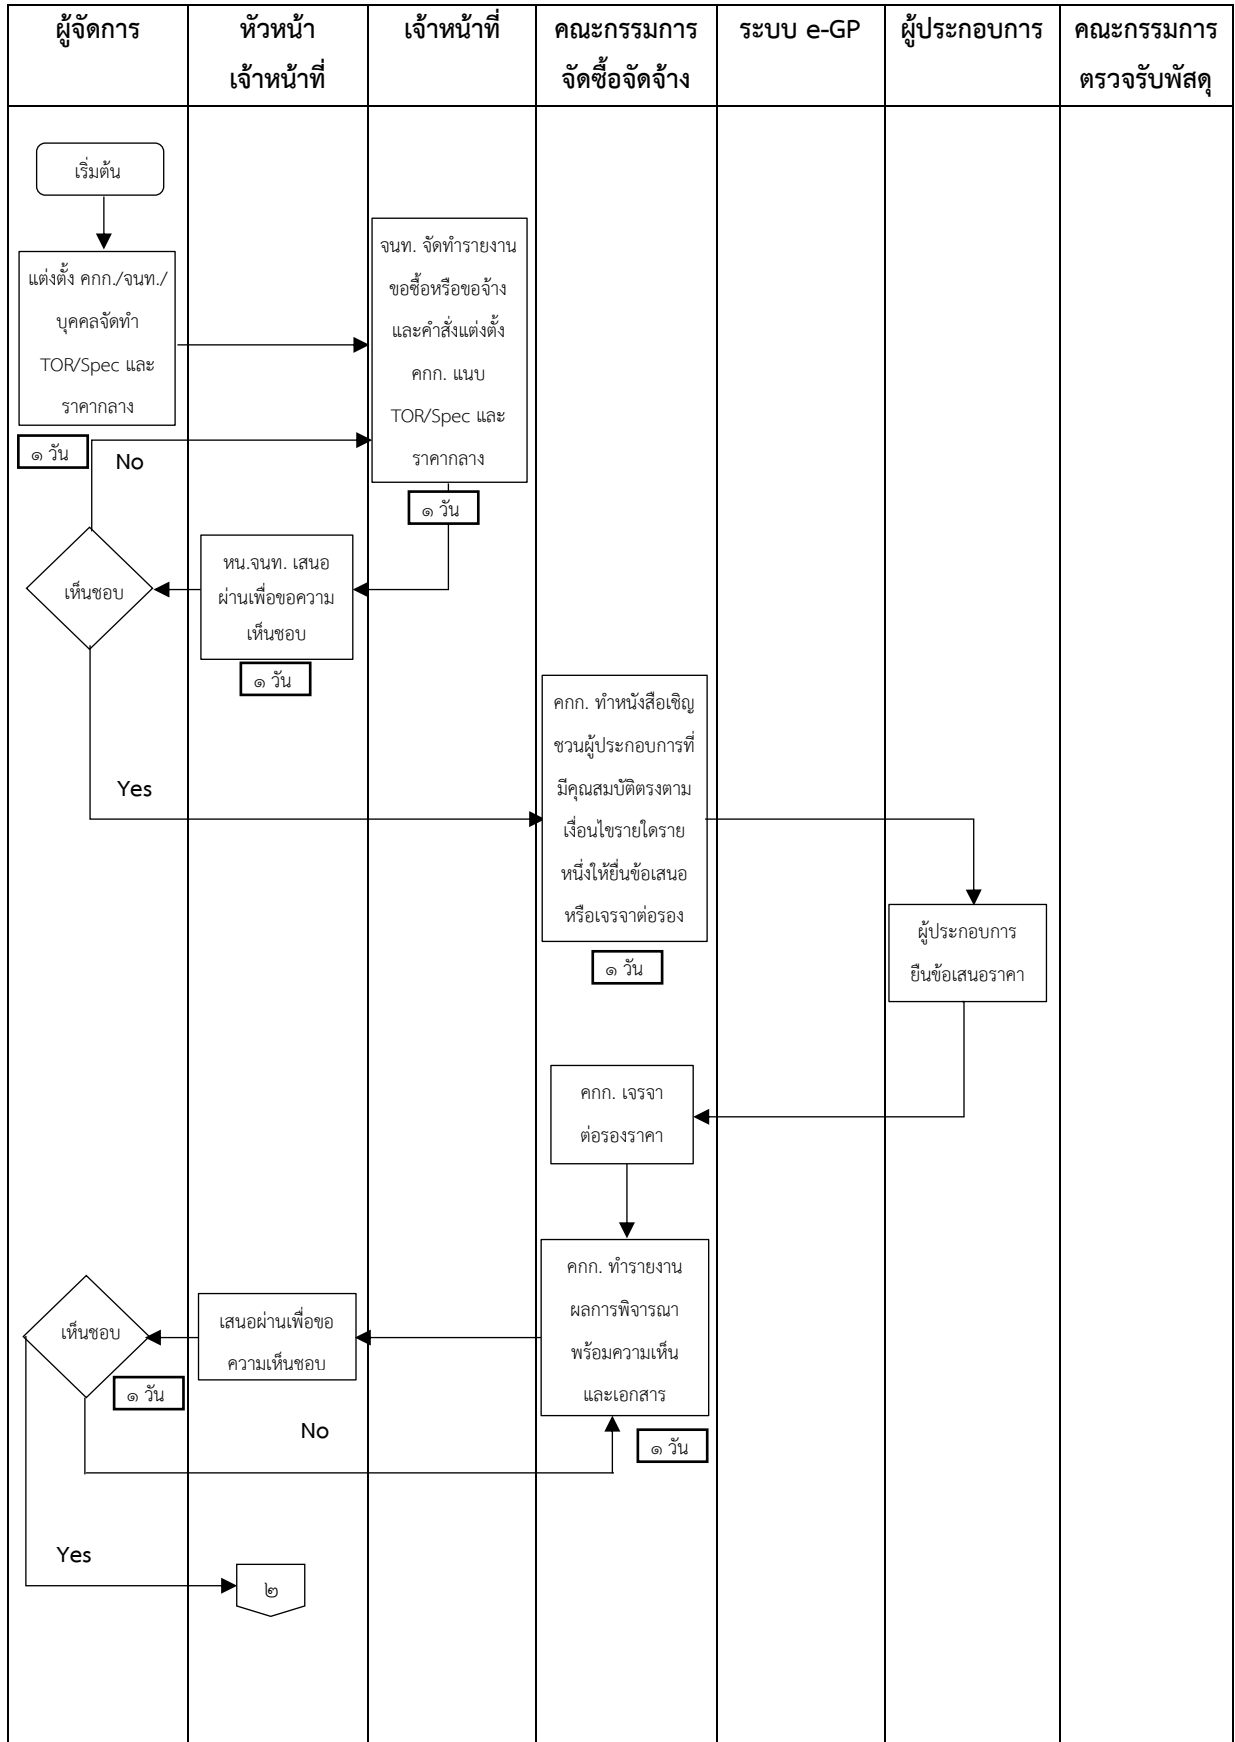 ผู้จัดการ
หัวหน้า
เจ้าหน้าที่
เจ้าหน้าที่
คณะกรรมการ
จัดซื้อจัดจ้าง
ระบบ e-GP
ผู้ประกอบการ
คณะกรรมการ
ตรวจรับพัสดุ
เริ่มต้น
แต่งตั้ง คกก./จนท./
บุคคลจัดทำ
TOR/Spec และ
ราคากลาง
๑ วัน
จนท. จัดทำรายงาน
ขอซื้อหรือขอจ้าง
และคำสั่งแต่งตั้ง
คกก. แนบ
TOR/Spec และ
ราคากลาง
๑ วัน
No
เห็นชอบ
หน.จนท. เสนอ
ผ่านเพื่อขอความ
เห็นชอบ
๑ วัน
Yes
คกก. ทำหนังสือเชิญ
ชวนผู้ประกอบการที่
มีคุณสมบัติตรงตาม
เงื่อนไขรายใดราย
หนึ่งให้ยื่นข้อเสนอ
หรือเจรจาต่อรอง
๑ วัน
ผู้ประกอบการ
ยืนข้อเสนอราคา
คกก. เจรจา
ต่อรองราคา
คกก. ทำรายงาน
ผลการพิจารณา
พร้อมความเห็น
และเอกสาร
๑ วัน
เสนอผ่านเพื่อขอ
ความเห็นชอบ
เห็นชอบ
๑ วัน
No
Yes
๒